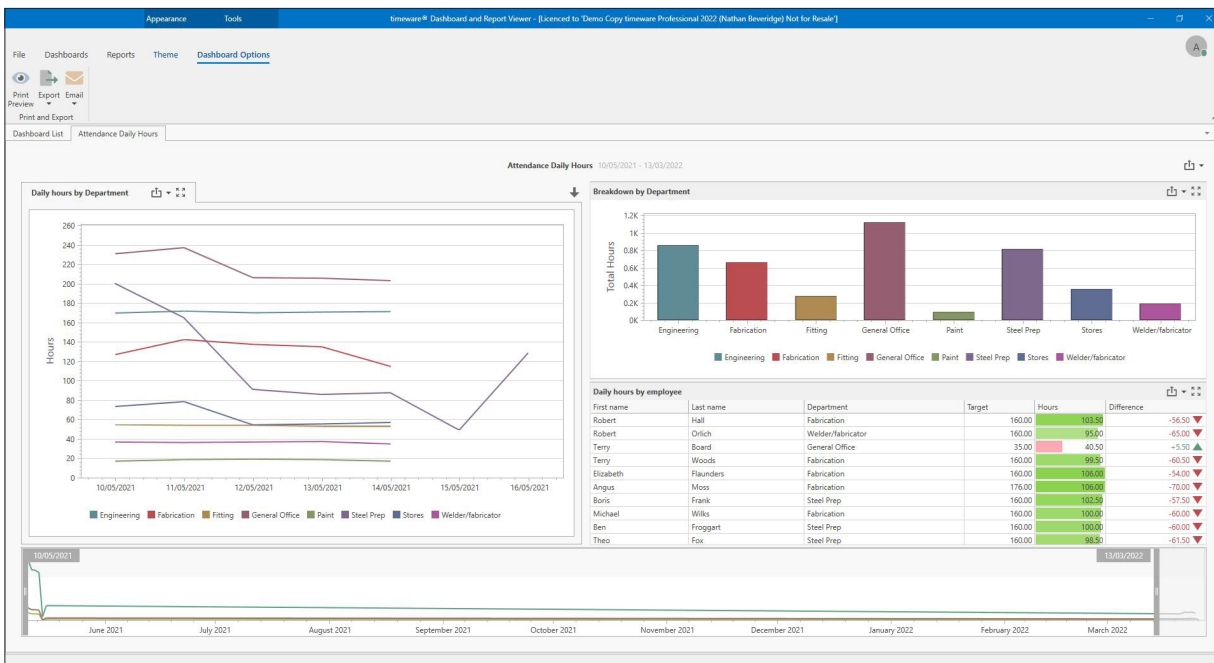 Appearance Tools timeware® Dashboard and Report Viewer - [Licenced to 'Demo Copy timeware Professional 2022 (Nathan Beveridge) Not for Resale']
A
File Dashboards Reports Theme Dashboard Options
Print Preview Export Email
Print and Export
Dashboard List Attendance Daily Hours
Attendance Daily Hours 10/05/2021 - 13/03/2022
Daily hours by Department
260
240
220
200
180
160
140
120
100
80
60
40
20
0
Hours
10/05/2021 11/05/2021 12/05/2021 13/05/2021 14/05/2021 15/05/2021 16/05/2021
Engineering Fabrication Fitting General Office Paint Steel Prep Stores Welder/fabricator
Breakdown by Department
1.2K
1K
0.8K
0.6K
0.4K
0.2K
0K
Total Hours
Engineering Fabrication Fitting General Office Paint Steel Prep Stores Welder/fabricator
Engineering Fabrication Fitting General Office Paint Steel Prep Stores Welder/fabricator
Daily hours by employee
First name Last name Department Target Hours Difference
Robert Hall Fabrication 160.00 103.50 -56.50
Robert Orlich Welder/fabricator 160.00 95.00 -65.00
Terry Board General Office 35.00 40.50 +5.50
Terry Woods Fabrication 160.00 99.50 -60.50
Elizabeth Flaunders Fabrication 160.00 106.00 -54.00
Angus Moss Fabrication 176.00 106.00 -70.00
Boris Frank Steel Prep 160.00 102.50 -57.50
Michael Wilks Fabrication 160.00 100.00 -60.00
Ben Froggart Steel Prep 160.00 100.00 -60.00
Theo Fox Steel Prep 160.00 98.50 -61.50
10/05/2021 13/03/2022
June 2021 July 2021 August 2021 September 2021 October 2021 November 2021 December 2021 January 2022 February 2022 March 2022